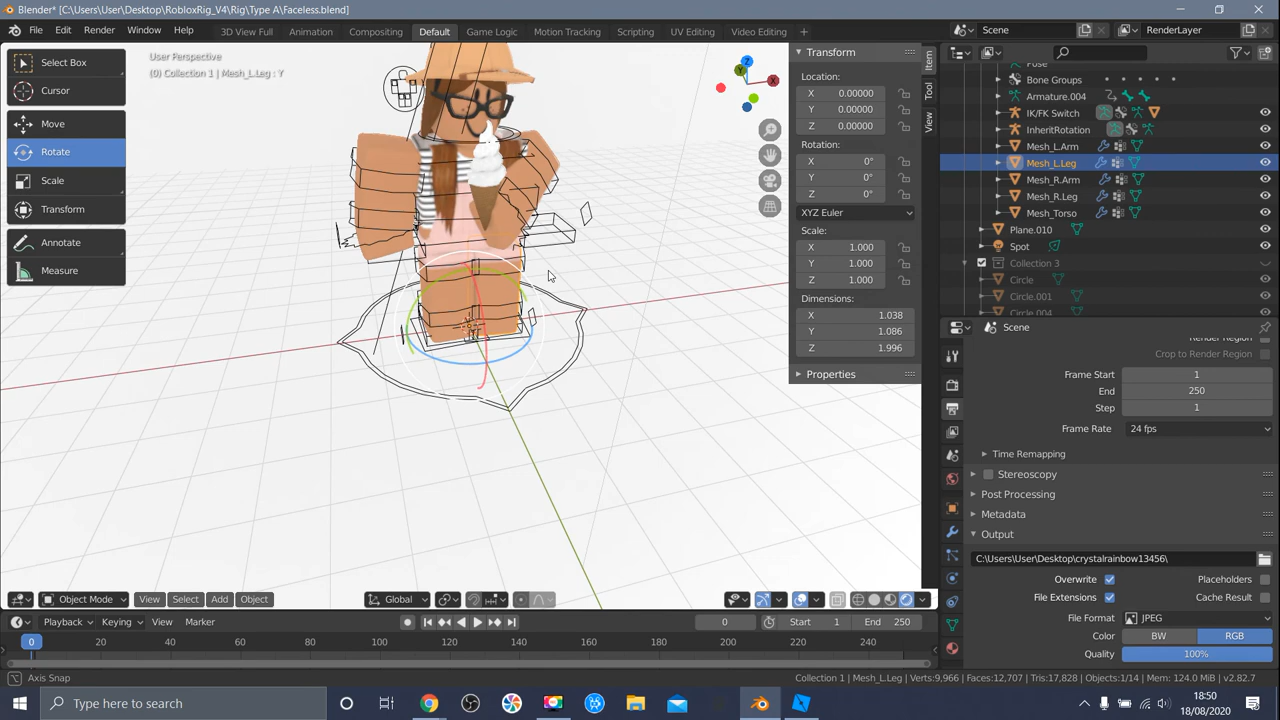 Blender* [C:\Users\User\Desktop\RobloxRig_V4\Rig\Type A\Faceless.blend]
File Edit Render Window Help 3D View Full Animation Compositing Default Game Logic Motion Tracking Scripting UV Editing Video Editing + Scene RenderLayer
Select Box
Cursor
Move
Rotate
Scale
Transform
Annotate
Measure
User Perspective
(0) Collection 1 | Mesh_L.Leg : Y
Z
Y
X
Transform
Location:
X 0.00000
Y 0.00000
Z 0.00000
Rotation:
X 0°
Y 0°
Z 0°
XYZ Euler
Scale:
X 1.000
Y 1.000
Z 1.000
Dimensions:
X 1.038
Y 1.086
Z 1.996
Properties
Item
Tool
View
Pose
Bone Groups
Armature.004
IK/FK Switch
InheritRotation
Mesh_L.Arm
Mesh_L.Leg
Mesh_R.Arm
Mesh_R.Leg
Mesh_Torso
Plane.010
Spot
Collection 3
Circle
Circle.001
Circle.004
Scene
Render Region
Crop to Render Region
Frame Start 1
End 250
Step 1
Frame Rate 24 fps
Time Remapping
Stereoscopy
Post Processing
Metadata
Output
C:\Users\User\Desktop\crystalrainbow13456\
Overwrite Placeholders
File Extensions Cache Result
File Format JPEG
Color BW RGB
Quality 100%
Object Mode View Select Add Object Global
Playback Keying View Marker 0 Start 1 End 250
0 20 40 60 80 100 120 140 160 180 200 220 240
Axis Snap Collection 1 | Mesh_L.Leg | Verts:9,966 | Faces:12,707 | Tris:17,828 | Objects:1/14 | Mem: 124.0 MiB | v2.82.7
Type here to search
18:50
18/08/2020